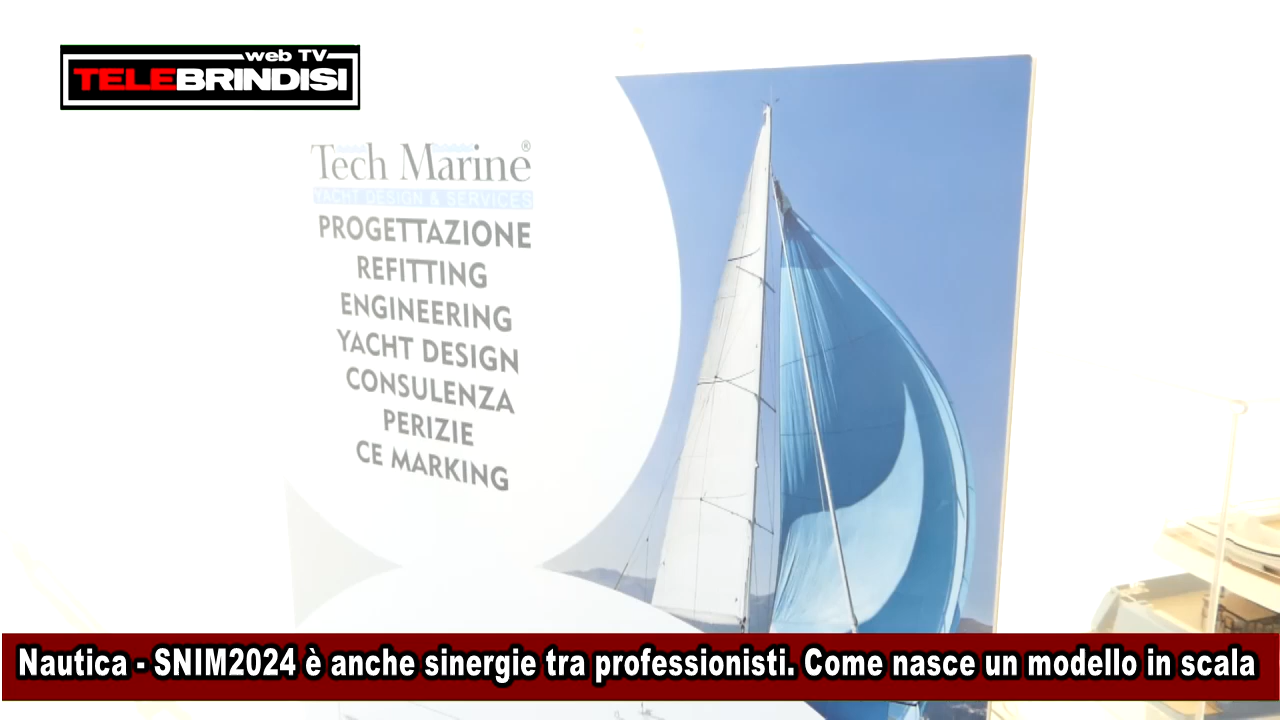 web TV
TELEBRINDISI
Tech Marine®
YACHT DESIGN & SERVICES
PROGETTAZIONE
REFITTING
ENGINEERING
YACHT DESIGN
CONSULENZA
PERIZIE
CE MARKING
Nautica - SNIM2024 è anche sinergie tra professionisti. Come nasce un modello in scala